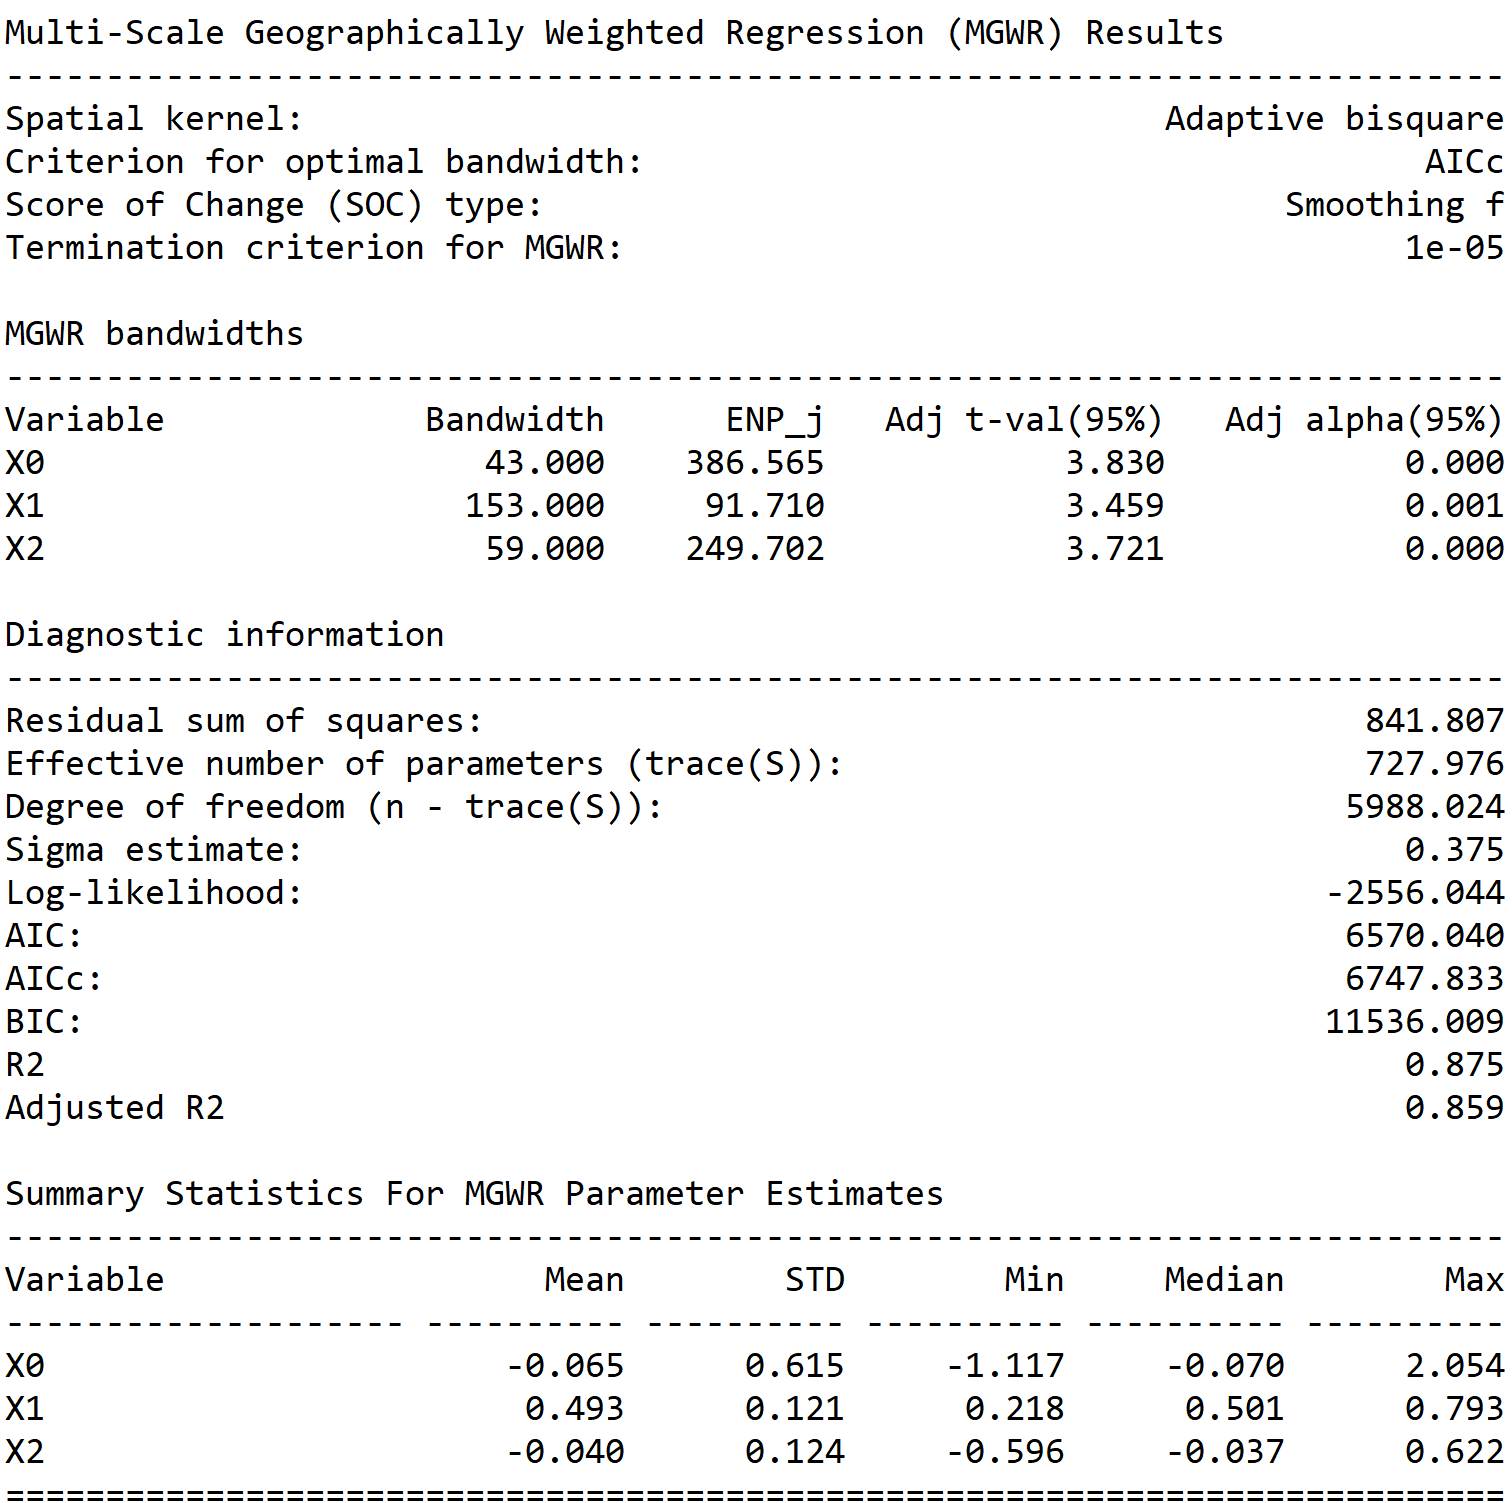 Multi-Scale Geographically Weighted Regression (MGWR) Results
---------------------------------------------------------------------------
Spatial kernel:                                           Adaptive bisquare
Criterion for optimal bandwidth:                                       AICc
Score of Change (SOC) type:                                     Smoothing f
Termination criterion for MGWR:                                       1e-05

MGWR bandwidths
---------------------------------------------------------------------------
Variable             Bandwidth      ENP_j   Adj t-val(95%)   Adj alpha(95%)
X0                      43.000    386.565            3.830            0.000
X1                     153.000     91.710            3.459            0.001
X2                      59.000    249.702            3.721            0.000

Diagnostic information
---------------------------------------------------------------------------
Residual sum of squares:                                            841.807
Effective number of parameters (trace(S)):                          727.976
Degree of freedom (n - trace(S)):                                  5988.024
Sigma estimate:                                                       0.375
Log-likelihood:                                                   -2556.044
AIC:                                                               6570.040
AICc:                                                              6747.833
BIC:                                                              11536.009
R2                                                                    0.875
Adjusted R2                                                           0.859

Summary Statistics For MGWR Parameter Estimates
---------------------------------------------------------------------------
Variable                   Mean        STD        Min     Median        Max
-------------------- ---------- ---------- ---------- ---------- ----------
X0                       -0.065      0.615     -1.117     -0.070      2.054
X1                        0.493      0.121      0.218      0.501      0.793
X2                       -0.040      0.124     -0.596     -0.037      0.622
===========================================================================